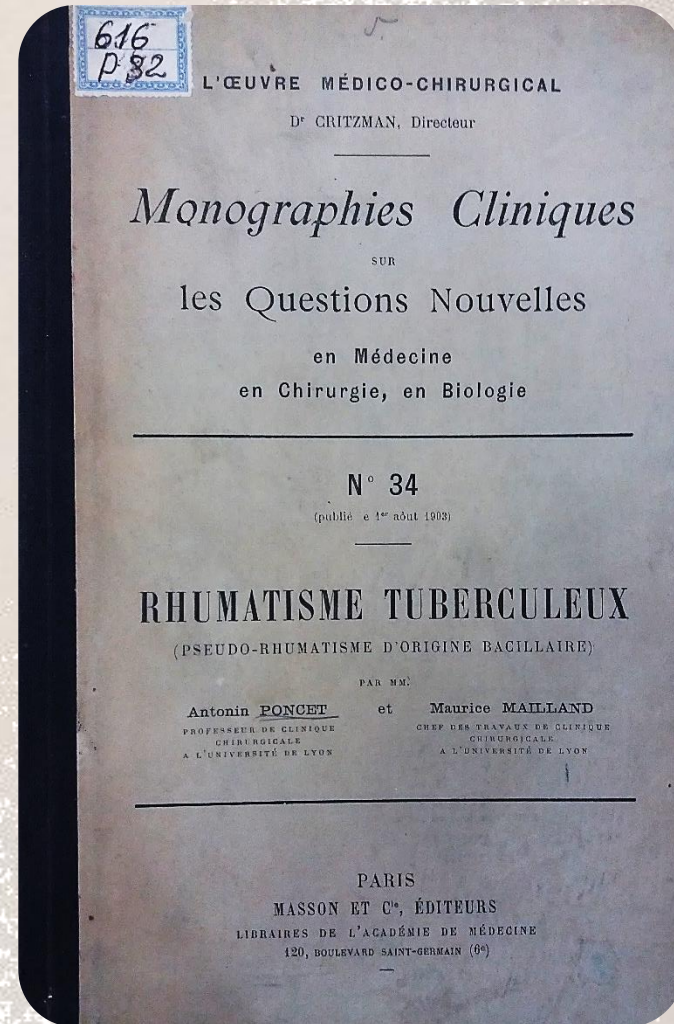 616
P 82
5.
L'ŒUVRE MÉDICO-CHIRURGICAL
Dr CRITZMAN, Directeur
Monographies Cliniques
SUR
les Questions Nouvelles
en Médecine
en Chirurgie, en Biologie
N° 34
(publié e 1er aôut 1903)
RHUMATISME TUBERCULEUX
(PSEUDO-RHUMATISME D'ORIGINE BACILLAIRE)
PAR MM.
Antonin PONCET et Maurice MAILLAND
PROFESSEUR DE CLINIQUE CHEF DES TRAVAUX DE CLINIQUE
CHIRURGICALE CHIRURGICALE
A L'UNIVERSITÉ DE LYON A L'UNIVERSITÉ DE LYON
PARIS
MASSON ET Cie, ÉDITEURS
LIBRAIRES DE L'ACADÉMIE DE MÉDECINE
120, BOULEVARD SAINT-GERMAIN (6e)